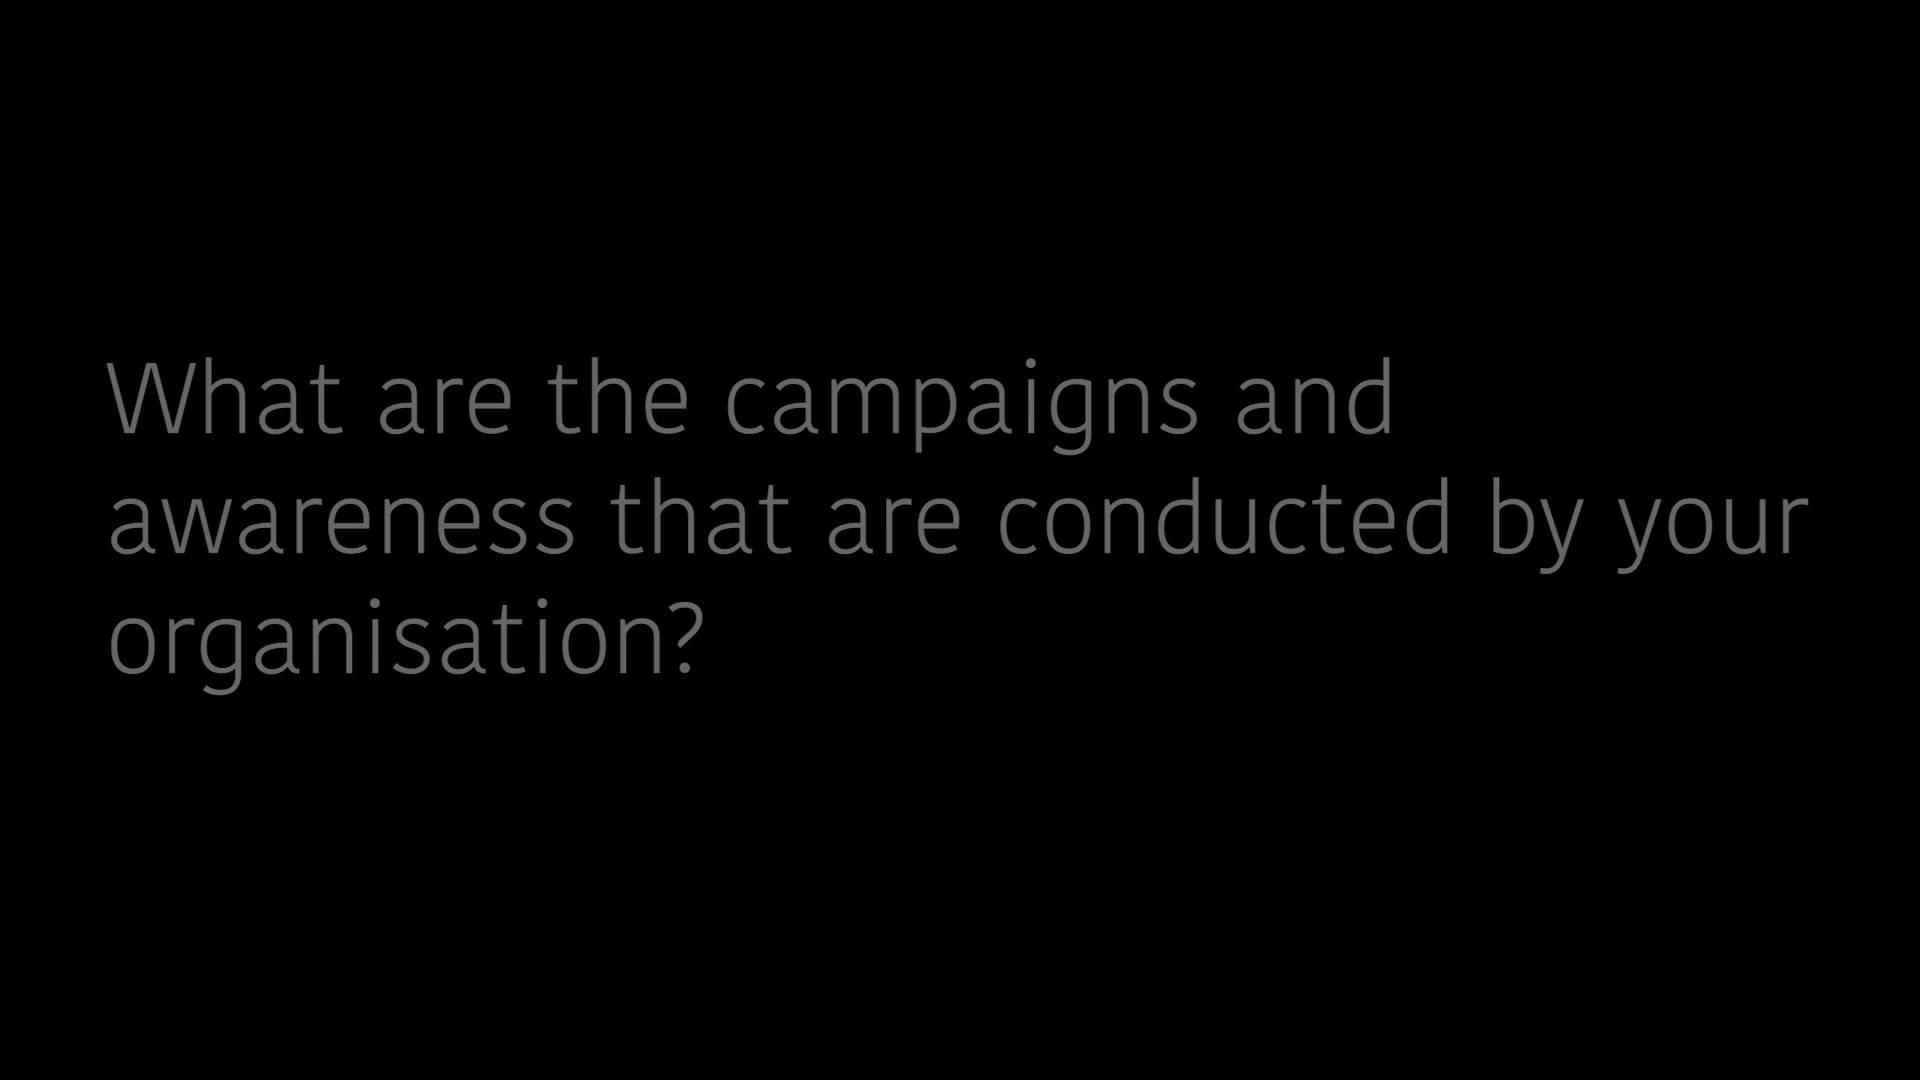 What are the campaigns and
awareness that are conducted by your
organisation?